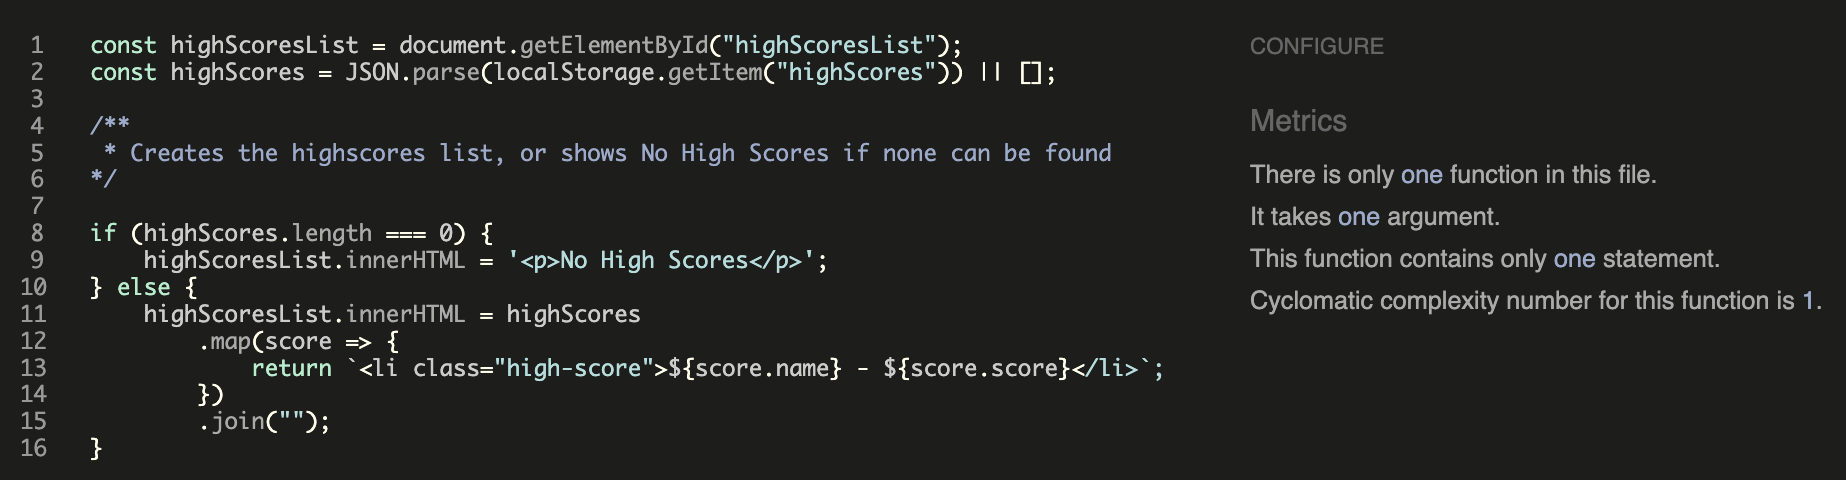 1 const highScoresList = document.getElementById("highScoresList");
2 const highScores = JSON.parse(localStorage.getItem("highScores")) || [];
3
4 /**
5  * Creates the highscores list, or shows No High Scores if none can be found
6 */
7
8 if (highScores.length === 0) {
9     highScoresList.innerHTML = '<p>No High Scores</p>';
10 } else {
11     highScoresList.innerHTML = highScores
12         .map(score => {
13             return `<li class="high-score">${score.name} - ${score.score}</li>`;
14         })
15         .join("");
16 }
CONFIGURE
Metrics
There is only one function in this file.
It takes one argument.
This function contains only one statement.
Cyclomatic complexity number for this function is 1.